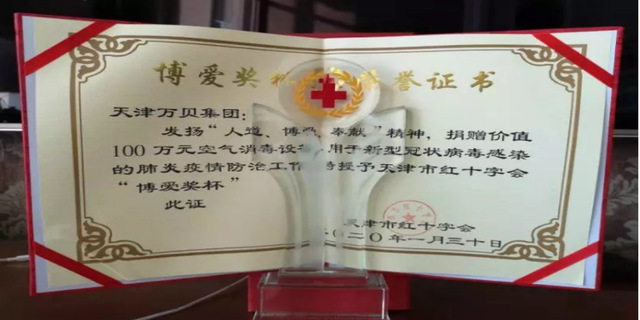 博爱奖杯 荣誉证书
天津万贝集团:
发扬“人道、博爱、奉献”精神,捐赠价值
100万元空气消毒设 用于新型冠状病毒感染
的肺炎疫情防治工 特授予天津市红十字会
“博爱奖杯”
此证
天津市红十字会
二〇二〇年一月三十日